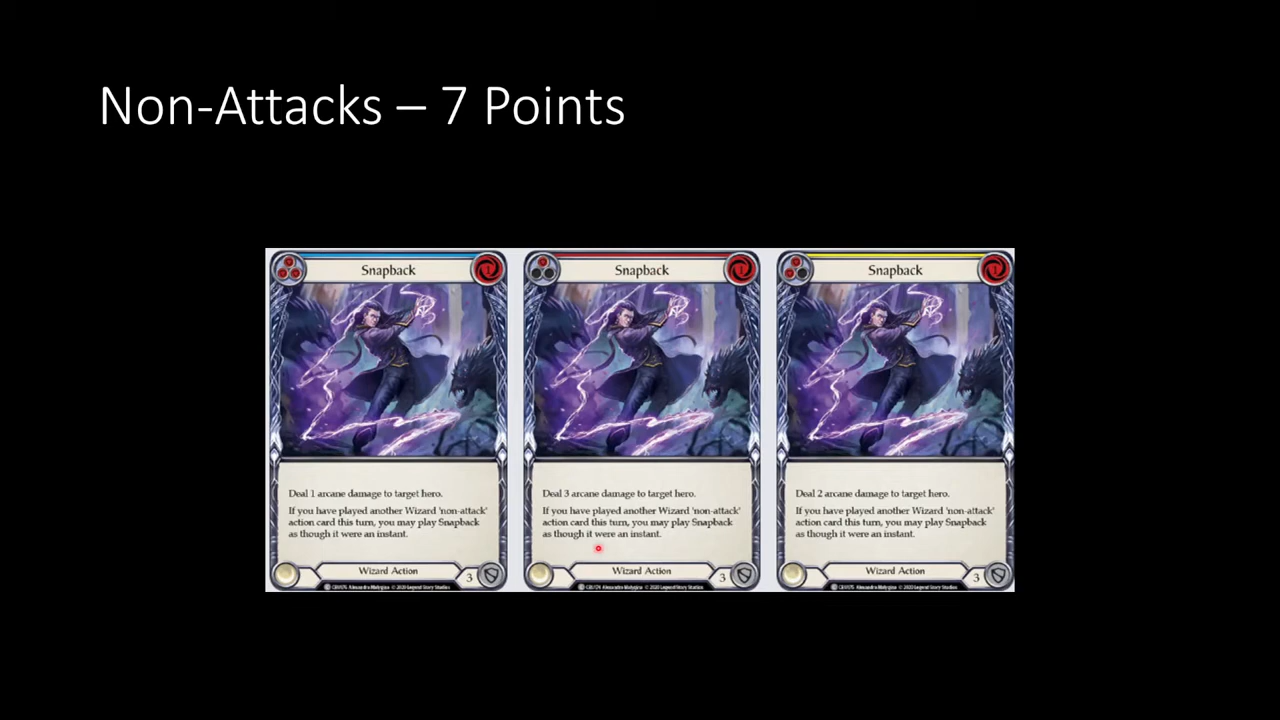 Non-Attacks – 7 Points
Snapback
1
Deal 1 arcane damage to target hero.
If you have played another Wizard 'non-attack'
action card this turn, you may play Snapback
as though it were an instant.
Wizard Action
3
Snapback
1
Deal 3 arcane damage to target hero.
If you have played another Wizard 'non-attack'
action card this turn, you may play Snapback
as though it were an instant.
Wizard Action
3
Snapback
1
Deal 2 arcane damage to target hero.
If you have played another Wizard 'non-attack'
action card this turn, you may play Snapback
as though it were an instant.
Wizard Action
3